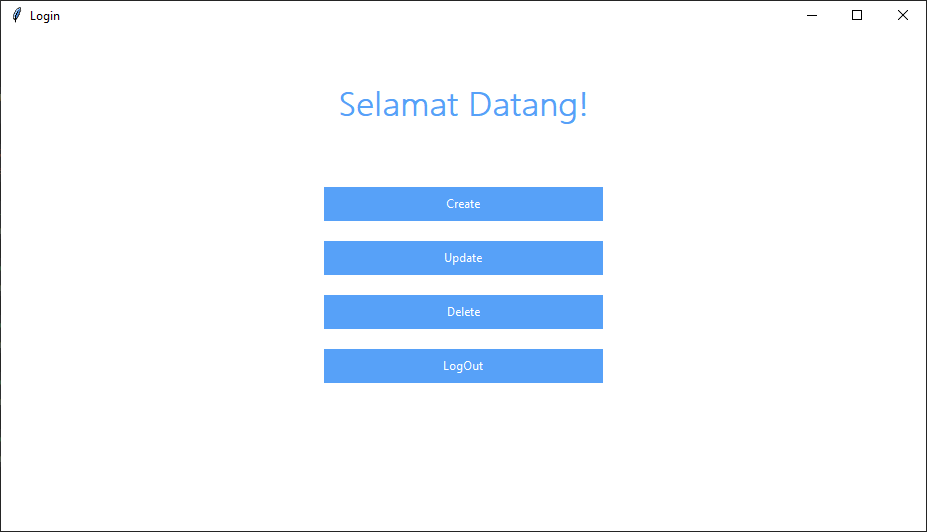 Login
Selamat Datang!
Create
Update
Delete
LogOut